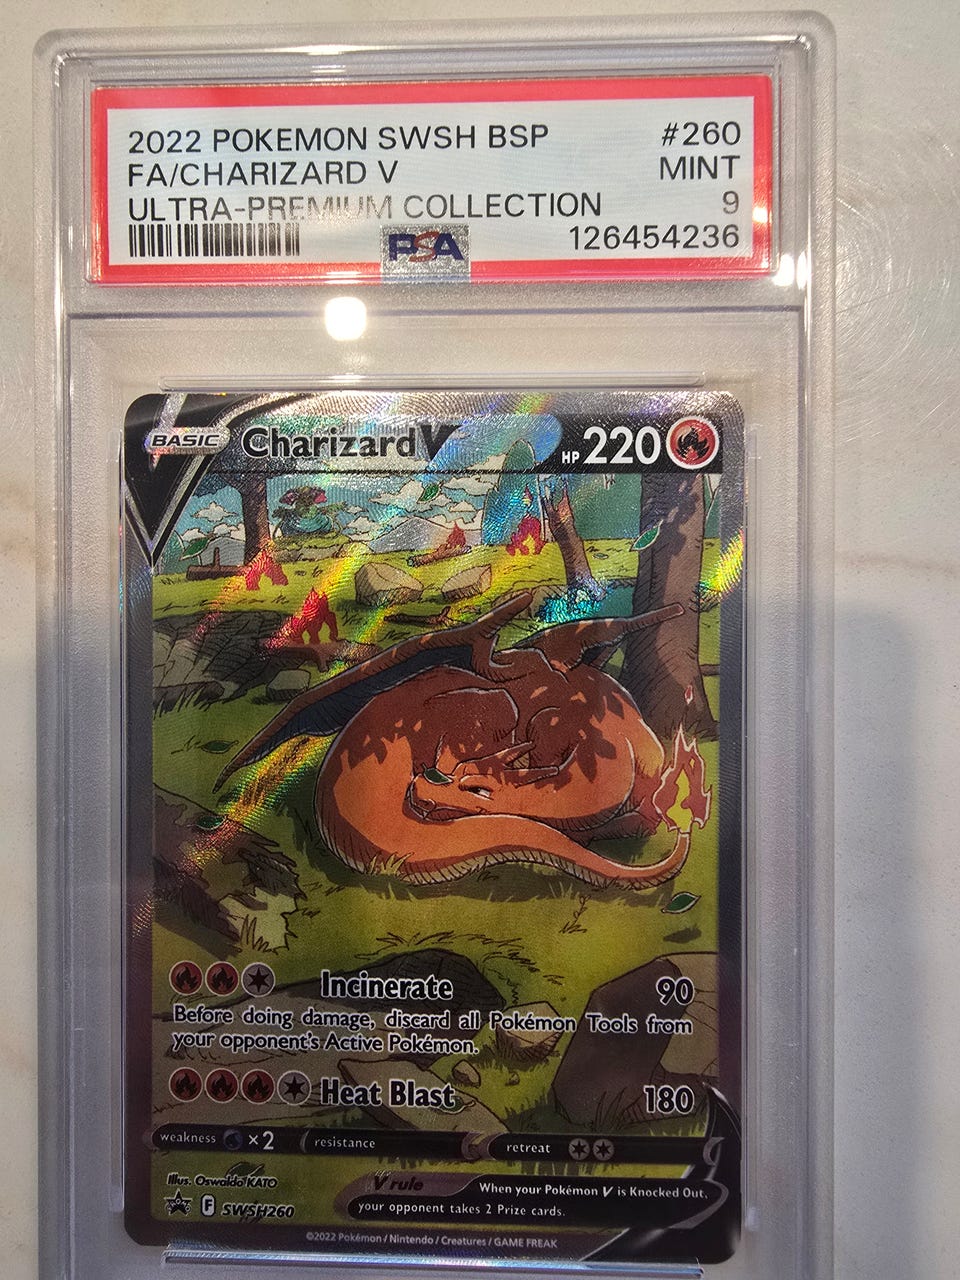 2022 POKEMON SWSH BSP #260
FA/CHARIZARD V MINT
ULTRA-PREMIUM COLLECTION 9
PSA 126454236
BASIC Charizard V HP 220
Incinerate 90
Before doing damage, discard all Pokémon Tools from
your opponent's Active Pokémon.
Heat Blast 180
weakness ×2 resistance retreat
Illus. Oswaldo KATO
V rule When your Pokémon V is Knocked Out,
your opponent takes 2 Prize cards.
F SWSH260
©2022 Pokémon / Nintendo / Creatures / GAME FREAK